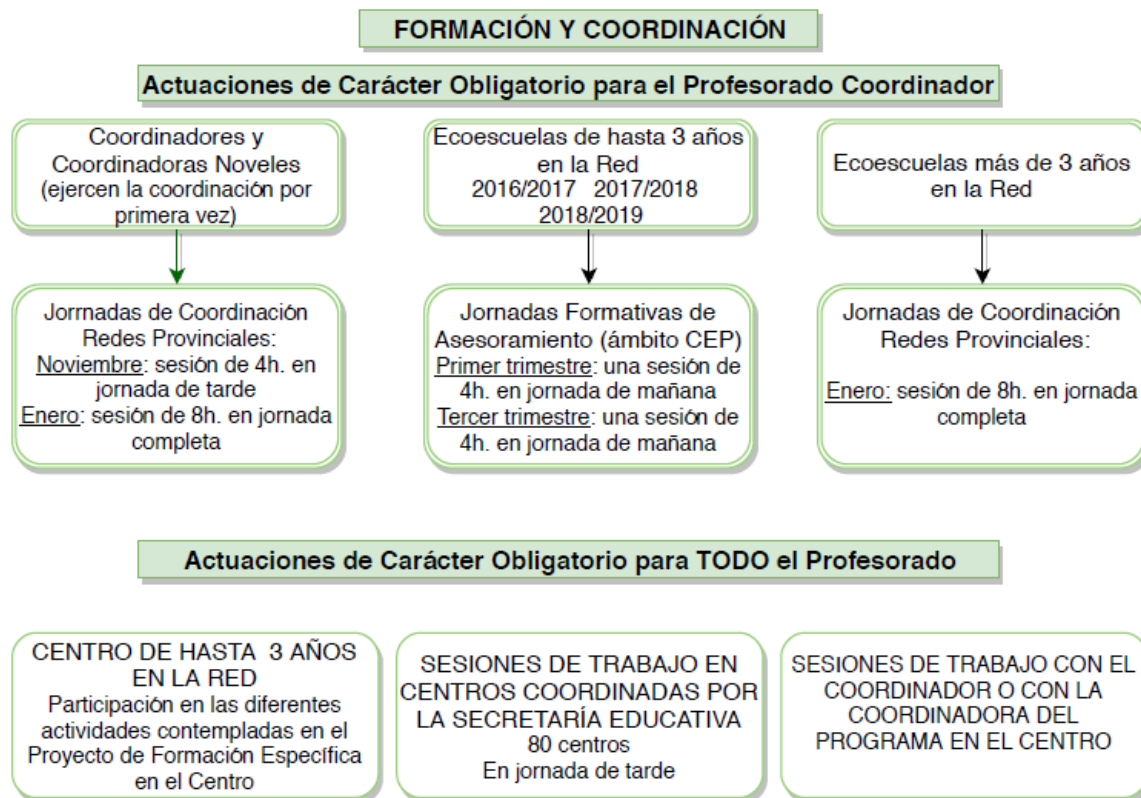 FORMACIÓN Y COORDINACIÓN
Actuaciones de Carácter Obligatorio para el Profesorado Coordinador
Coordinadores y
Coordinadoras Noveles
(ejercen la coordinación por
primera vez)
Ecoescuelas de hasta 3 años
en la Red
2016/2017 2017/2018
2018/2019
Ecoescuelas más de 3 años
en la Red
Jorrnadas de Coordinación
Redes Provinciales:
Noviembre: sesión de 4h. en
jornada de tarde
Enero: sesión de 8h. en jornada
completa
Jornadas Formativas de
Asesoramiento (ámbito CEP)
Primer trimestre: una sesión de
4h. en jornada de mañana
Tercer trimestre: una sesión de
4h. en jornada de mañana
Jornadas de Coordinación
Redes Provinciales:
Enero: sesión de 8h. en jornada
completa
Actuaciones de Carácter Obligatorio para TODO el Profesorado
CENTRO DE HASTA 3 AÑOS
EN LA RED
Participación en las diferentes
actividades contempladas en el
Proyecto de Formación Específica
en el Centro
SESIONES DE TRABAJO EN
CENTROS COORDINADAS POR
LA SECRETARÍA EDUCATIVA
80 centros
En jornada de tarde
SESIONES DE TRABAJO CON EL
COORDINADOR O CON LA
COORDINADORA DEL
PROGRAMA EN EL CENTRO